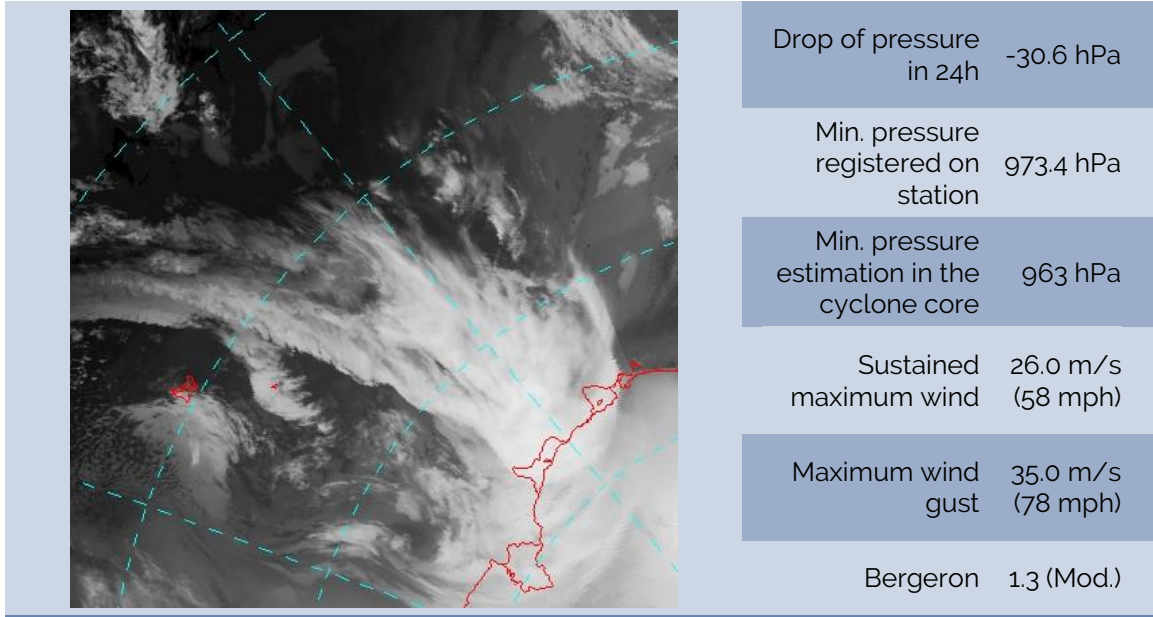 Drop of pressure
in 24h
-30.6 hPa
Min. pressure
registered on
station
973.4 hPa
Min. pressure
estimation in the
cyclone core
963 hPa
Sustained
maximum wind
26.0 m/s
(58 mph)
Maximum wind
gust
35.0 m/s
(78 mph)
Bergeron
1.3 (Mod.)